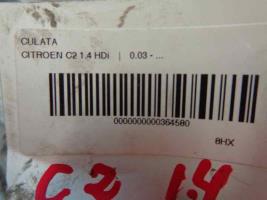 CULATA
CITROEN C2 1.4 HDi | 0.03 - ...
0000000000364580
8HX
C2 1.4